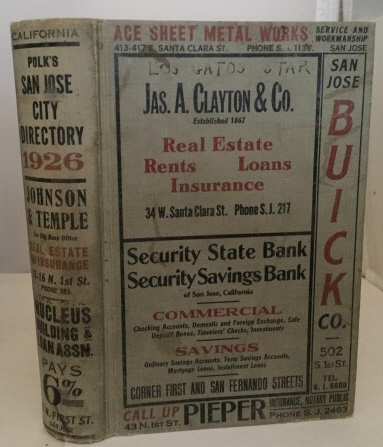 CALIFORNIA
POLK'S
SAN JOSE
CITY
DIRECTORY
1926
JOHNSON
& TEMPLE
REAL ESTATE
INSURANCE
N. 1st St.
NUCLEUS
BUILDING &
LOAN ASSN.
PAYS
6%
N. FIRST ST.
ACE SHEET METAL WORKS
413-417 E. SANTA CLARA ST. PHONE S. J. 1136
SERVICE AND
WORKMANSHIP
SAN JOSE
LOS GATOS STAR
JAS. A. CLAYTON & CO.
Established 1867
Real Estate
Rents Loans
Insurance
34 W. Santa Clara St. Phone S. J. 217
Security State Bank
Security Savings Bank
of San Jose, California
COMMERCIAL
Checking Accounts, Domestic and Foreign Exchange, Safe
Deposit Boxes, Travelers' Checks, Investments
SAVINGS
Ordinary Savings Accounts, Term Savings Accounts,
Mortgage Loans, Installment Loans
CORNER FIRST AND SAN FERNANDO STREETS
SAN
JOSE
BUICK
CO.
502
S. 1st ST.
TEL.
CALL UP PIEPER INSURANCE, NOTARY PUBLIC
43 N. 1st ST. PHONE S. J. 2483